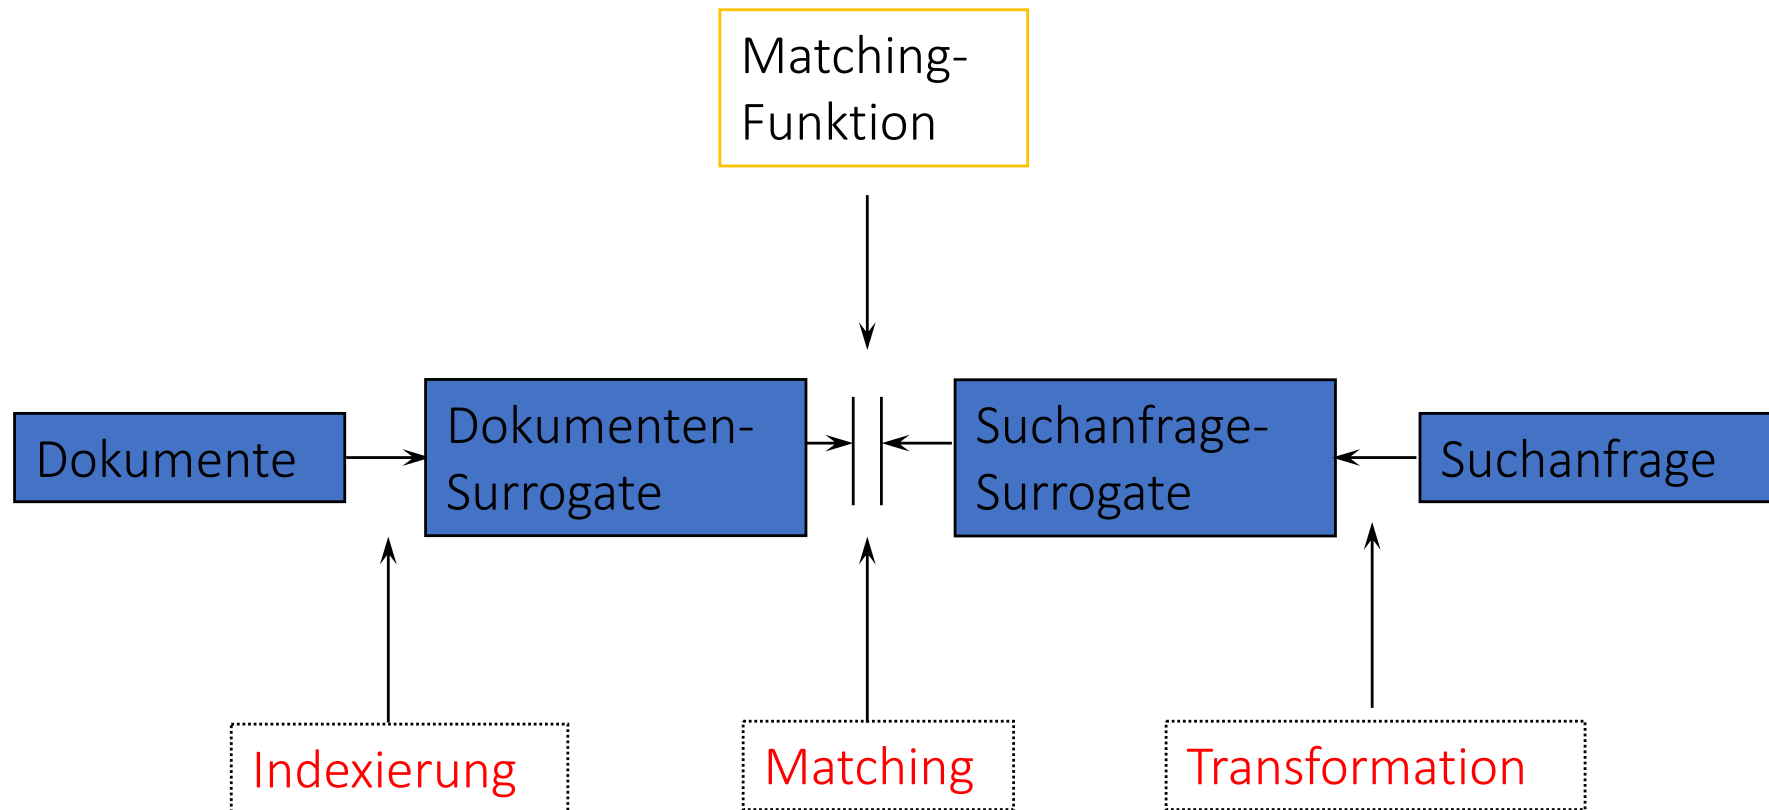 Matching-
Funktion
Dokumente
Dokumenten-
Surrogate
Suchanfrage-
Surrogate
Suchanfrage
Indexierung
Matching
Transformation